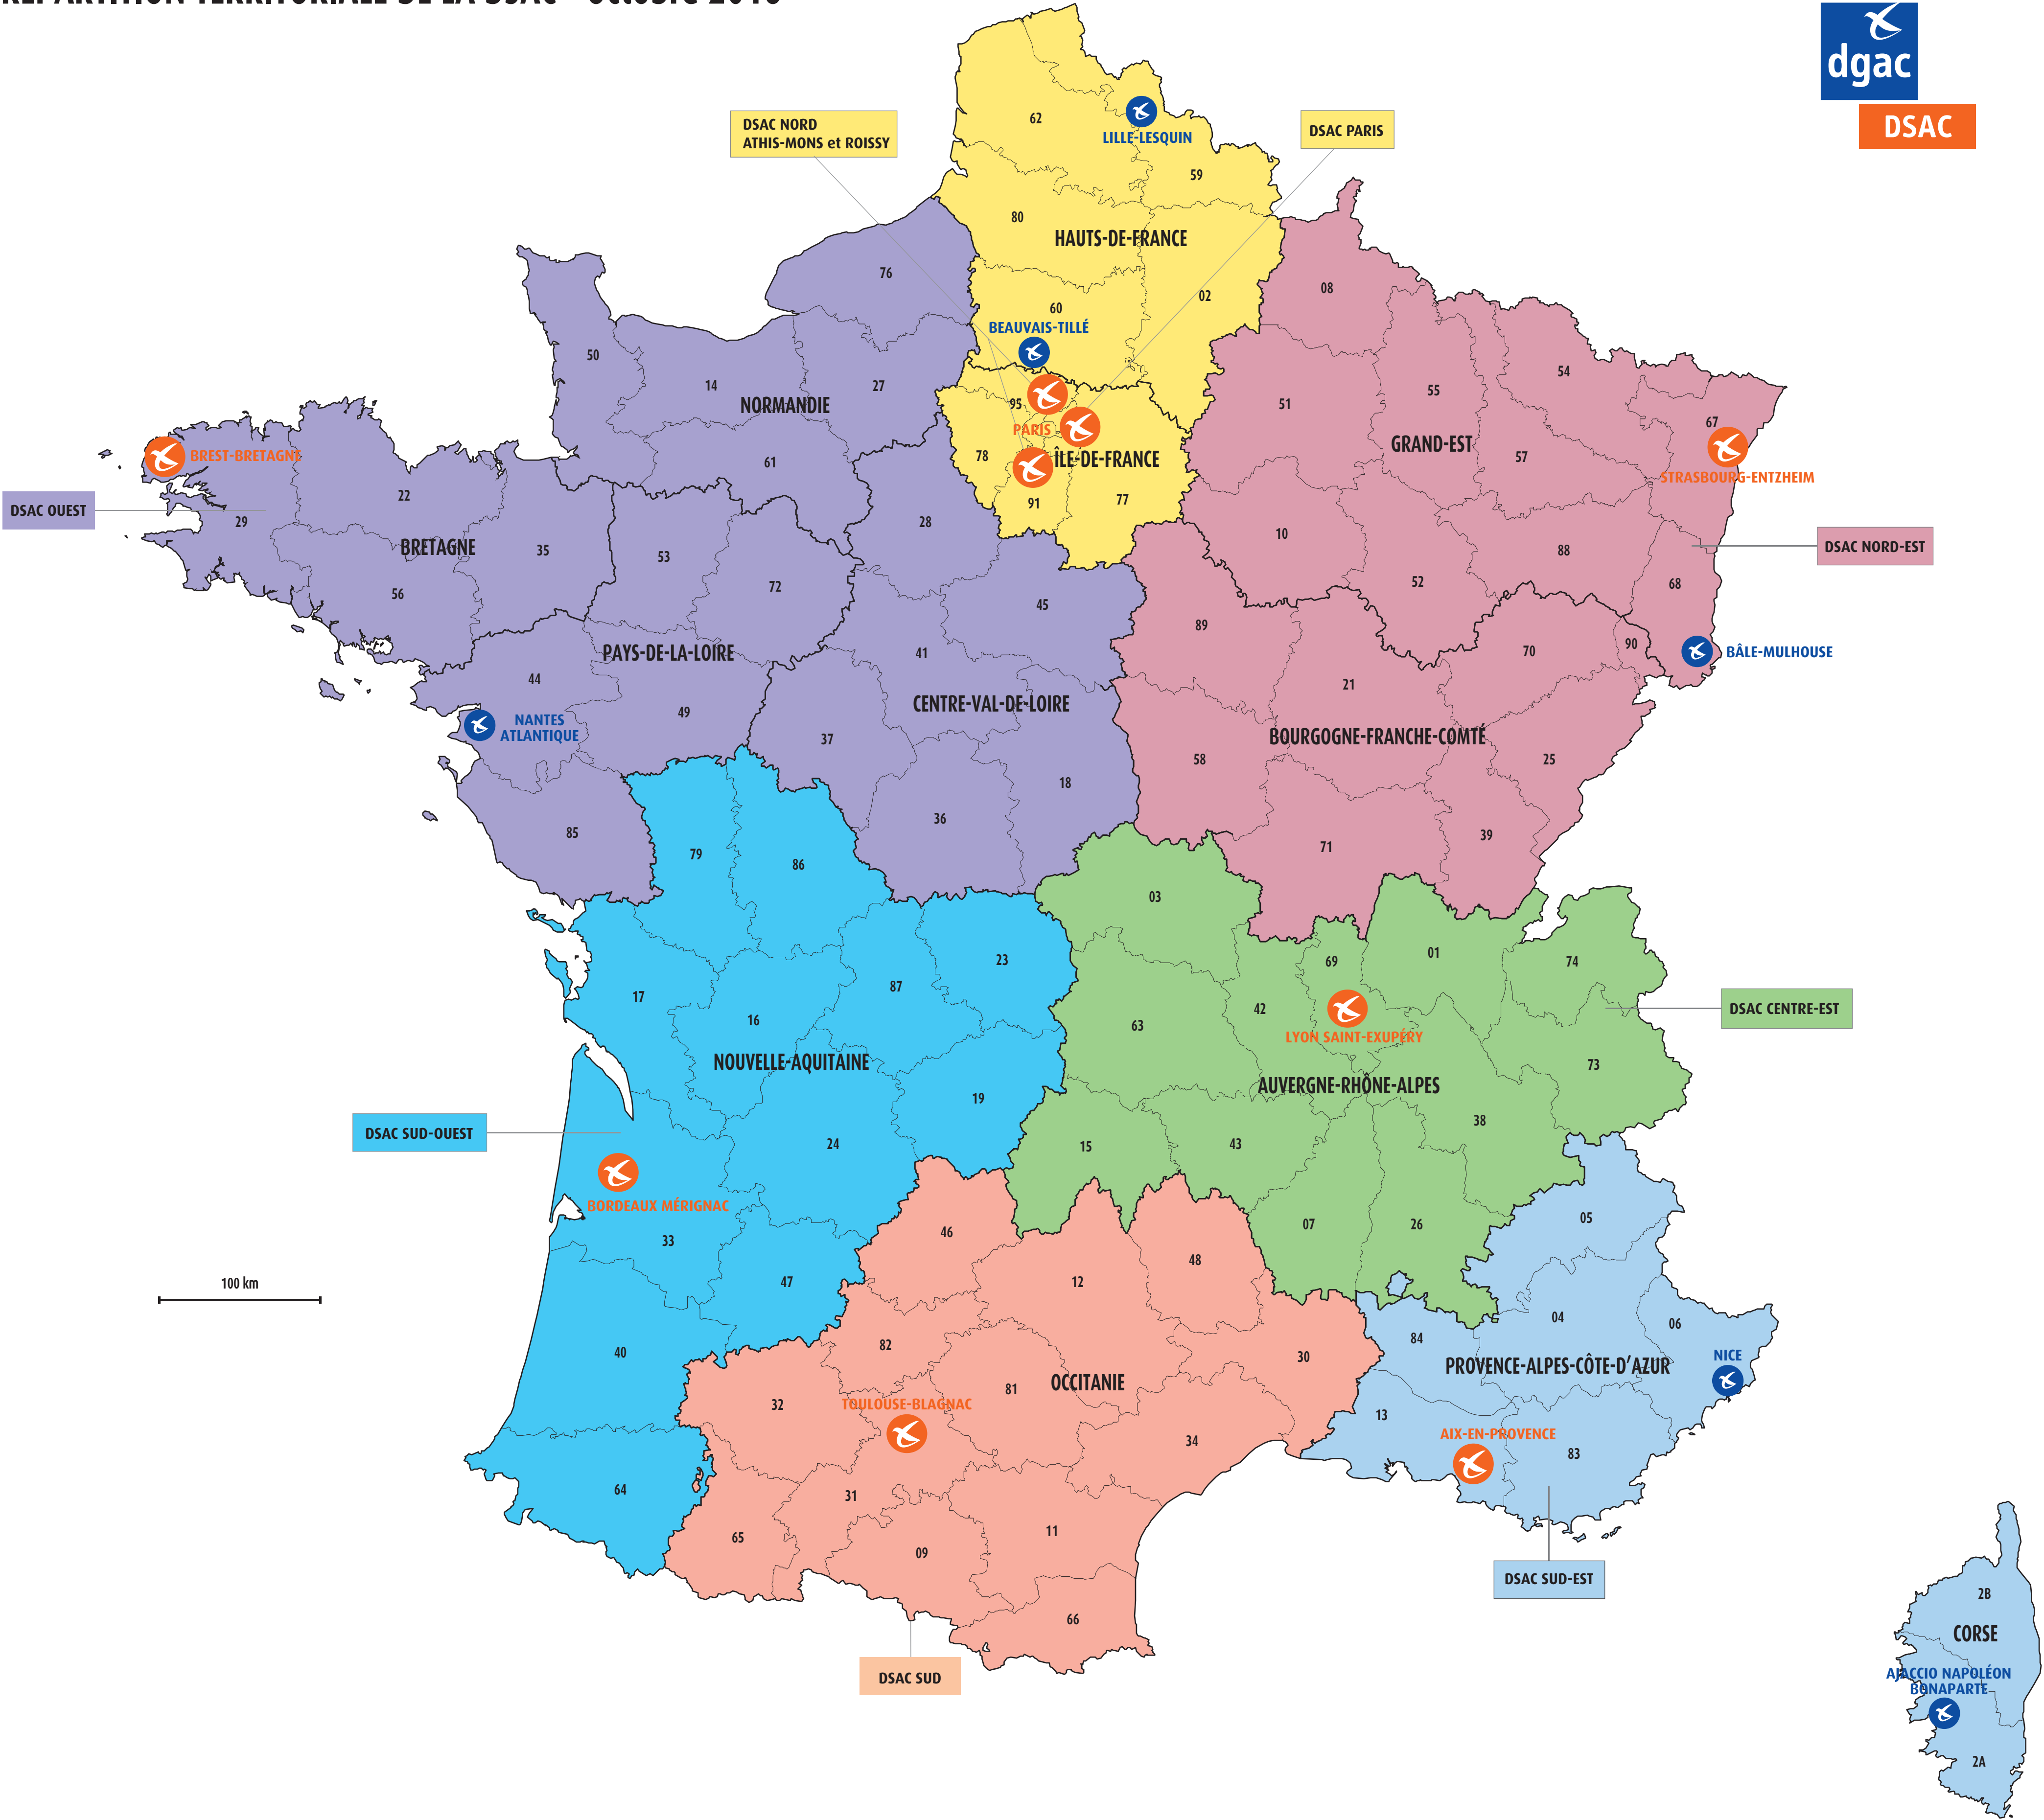 RÉPARTITION TERRITORIALE DE LA DSAC - octobre 2018
dgac
DSAC
DSAC NORD
ATHIS-MONS et ROISSY
DSAC PARIS
62
LILLE-LESQUIN
59
80
HAUTS-DE-FRANCE
76
02
08
60
BEAUVAIS-TILLÉ
50
14
27
NORMANDIE
95
PARIS
78
ÎLE-DE-FRANCE
91
77
51
55
54
GRAND-EST
57
67
STRASBOURG-ENTZHEIM
BREST-BRETAGNE
61
22
DSAC OUEST
29
BRETAGNE
35
53
28
10
88
DSAC NORD-EST
56
72
45
52
68
89
PAYS-DE-LA-LOIRE
41
70
90
BÂLE-MULHOUSE
44
21
49
CENTRE-VAL-DE-LOIRE
NANTES
ATLANTIQUE
37
BOURGOGNE-FRANCHE-COMTÉ
58
25
18
36
85
39
71
79
86
03
23
69
01
74
87
17
42
DSAC CENTRE-EST
16
63
LYON SAINT-EXUPÉRY
NOUVELLE-AQUITAINE
73
AUVERGNE-RHÔNE-ALPES
19
38
DSAC SUD-OUEST
24
15
43
BORDEAUX MÉRIGNAC
33
46
07
26
05
48
100 km
47
12
04
06
40
82
30
84
NICE
PROVENCE-ALPES-CÔTE-D'AZUR
OCCITANIE
81
32
TOULOUSE-BLAGNAC
13
AIX-EN-PROVENCE
34
83
64
31
65
11
09
DSAC SUD-EST
66
2B
CORSE
DSAC SUD
AJACCIO NAPOLÉON
BONAPARTE
2A